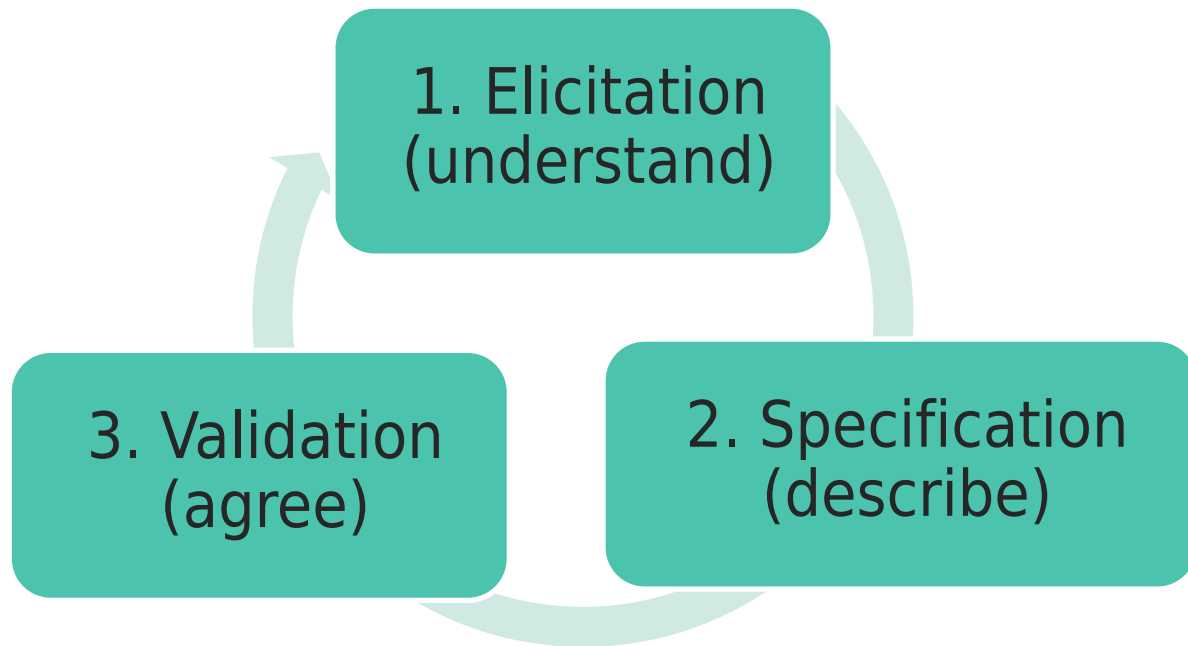 1. Elicitation
(understand)
2. Specification
(describe)
3. Validation
(agree)